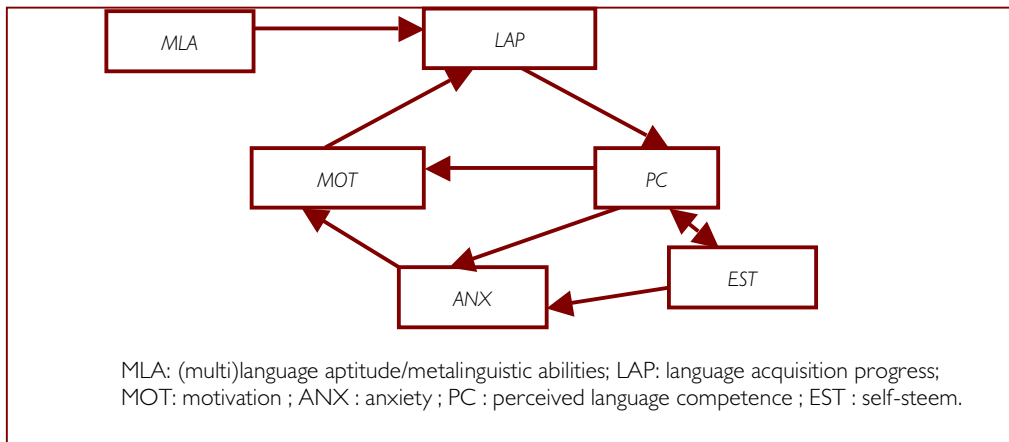 MLA
LAP
MOT
PC
EST
ANX
MLA: (multi)language aptitude/metalinguistic abilities; LAP: language acquisition progress;
MOT: motivation ; ANX : anxiety ; PC : perceived language competence ; EST : self-steem.